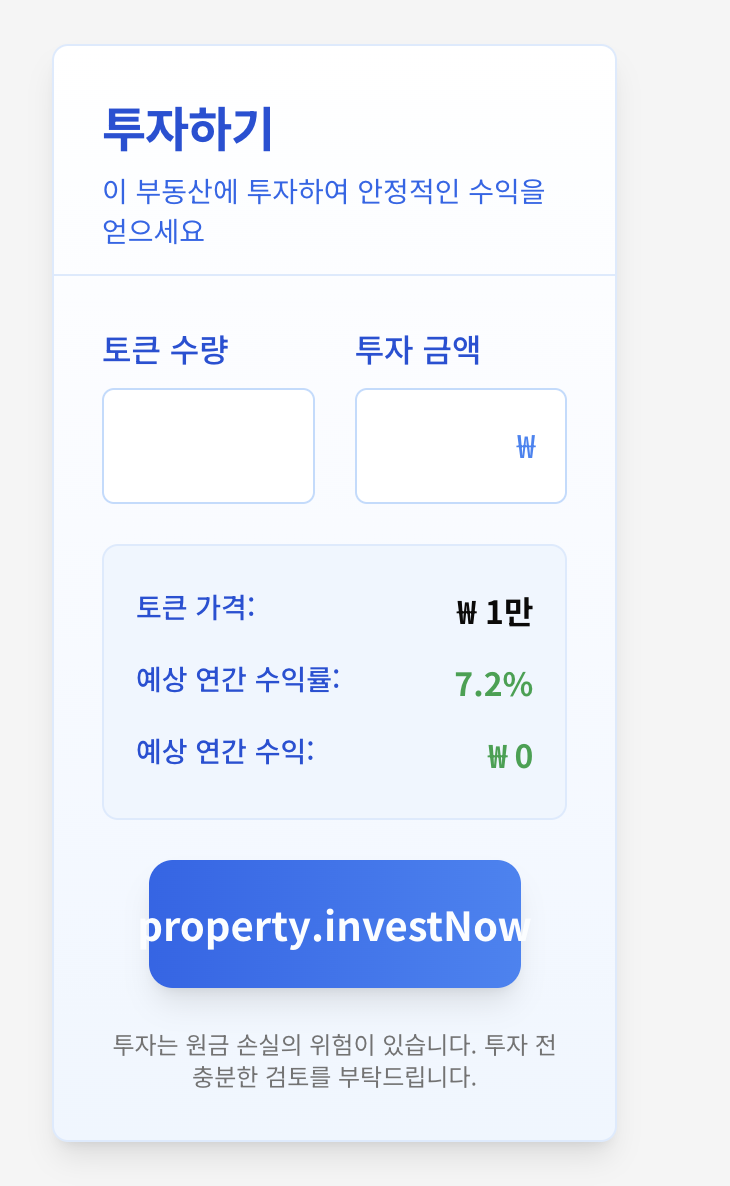 투자하기
이 부동산에 투자하여 안정적인 수익을
얻으세요
토큰 수량 투자 금액
₩
토큰 가격: ₩ 1만
예상 연간 수익률: 7.2%
예상 연간 수익: ₩ 0
property.investNow
투자는 원금 손실의 위험이 있습니다. 투자 전
충분한 검토를 부탁드립니다.